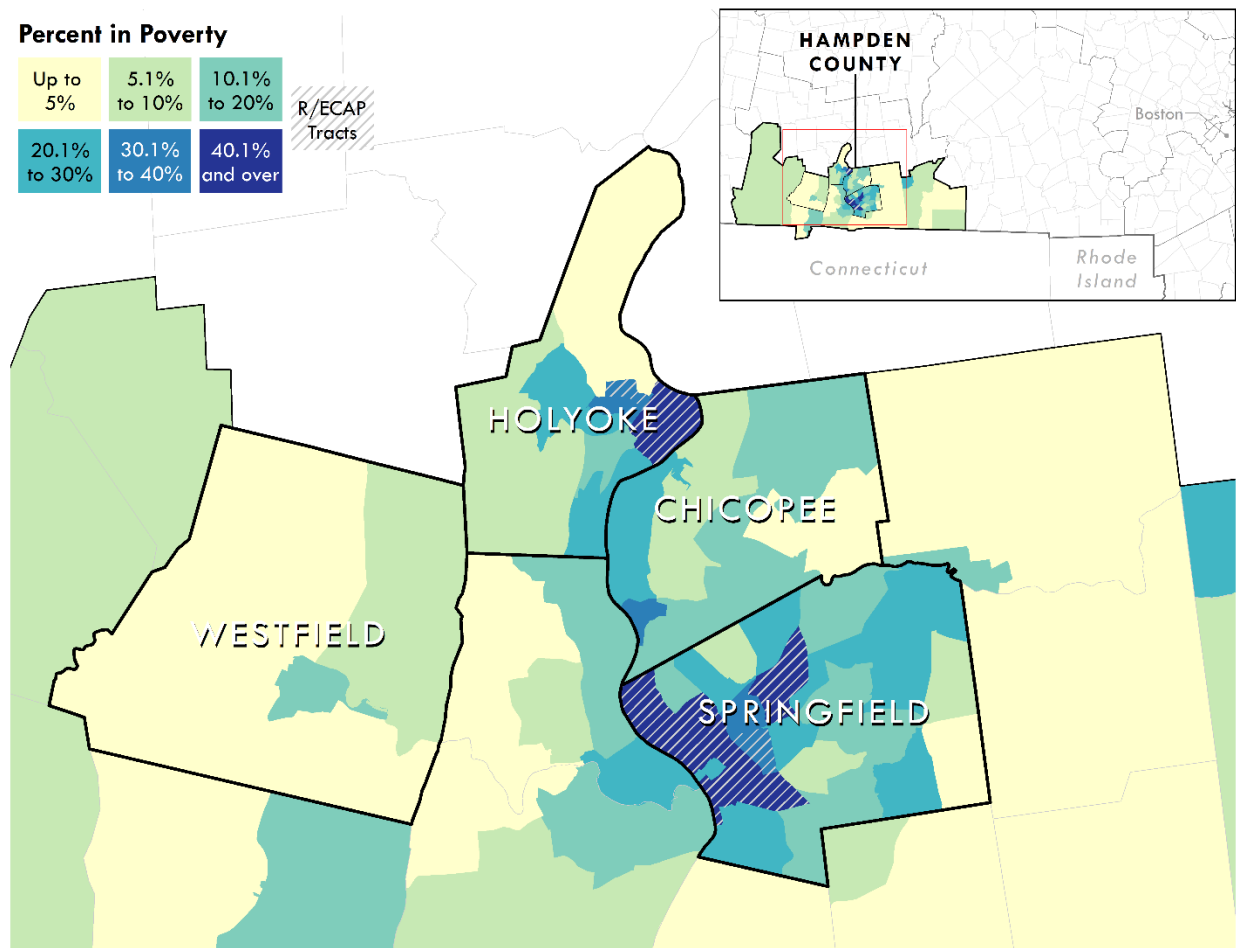 Percent in Poverty
Up to
5%
5.1%
to 10%
10.1%
to 20%
20.1%
to 30%
30.1%
to 40%
40.1%
and over
R/ECAP
Tracts
HAMPDEN
COUNTY
Boston
Connecticut
Rhode
Island
HOLYOKE
CHICOPEE
WESTFIELD
SPRINGFIELD